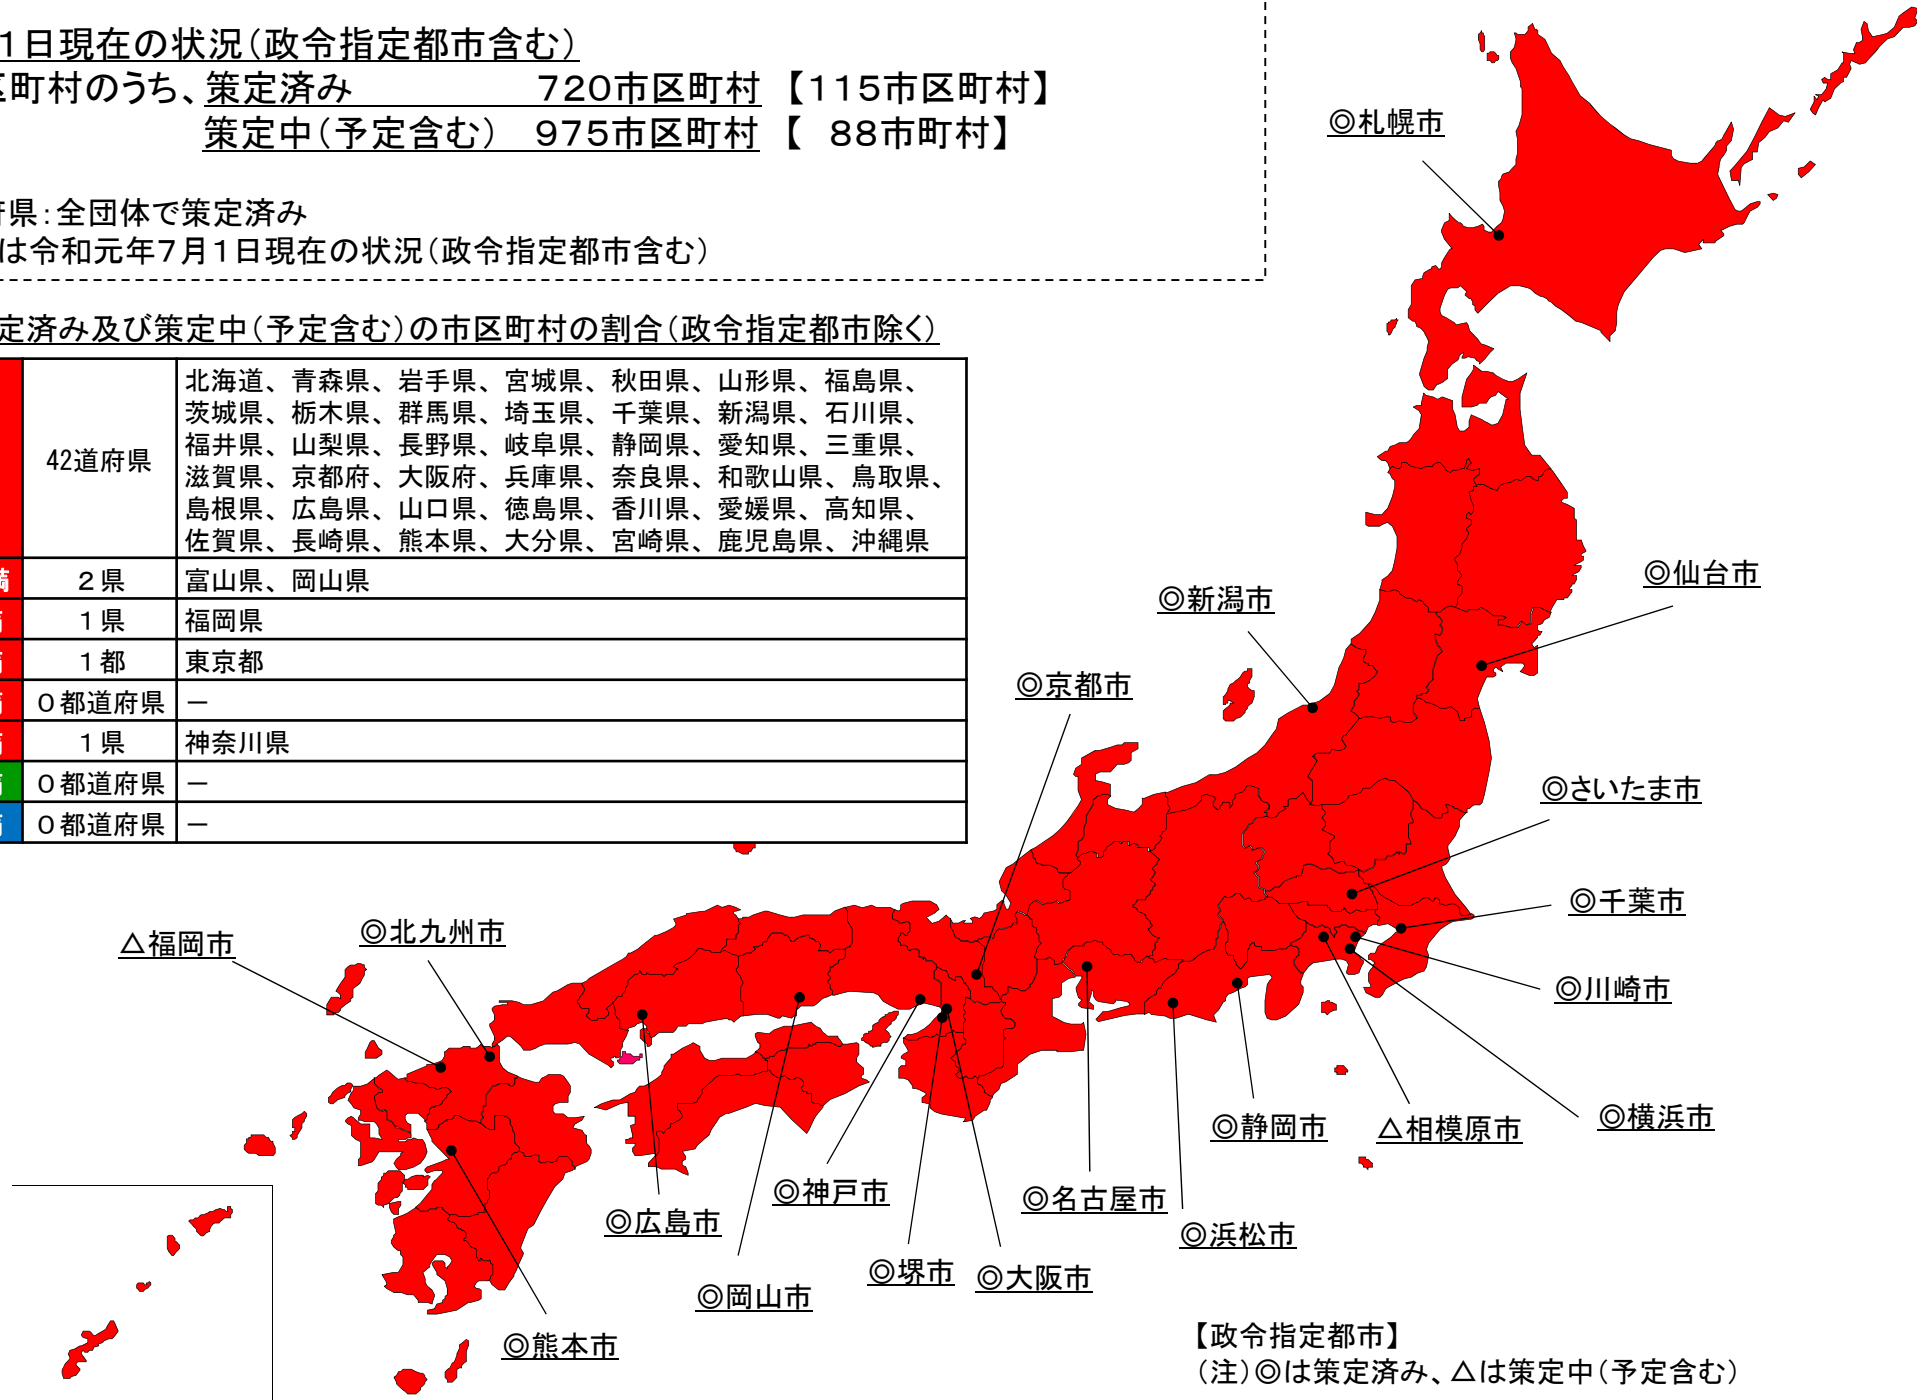 1日現在の状況(政令指定都市含む)
区町村のうち、策定済み 720市区町村 【115市区町村】
策定中(予定含む) 975市区町村 【 88市町村】
府県:全団体で策定済み
は令和元年7月1日現在の状況(政令指定都市含む)
定済み及び策定中(予定含む)の市区町村の割合(政令指定都市除く)
42道府県
北海道、青森県、岩手県、宮城県、秋田県、山形県、福島県、
茨城県、栃木県、群馬県、埼玉県、千葉県、新潟県、石川県、
福井県、山梨県、長野県、岐阜県、静岡県、愛知県、三重県、
滋賀県、京都府、大阪府、兵庫県、奈良県、和歌山県、鳥取県、
島根県、広島県、山口県、徳島県、香川県、愛媛県、高知県、
佐賀県、長崎県、熊本県、大分県、宮崎県、鹿児島県、沖縄県
2県 富山県、岡山県
1県 福岡県
1都 東京都
0都道府県 −
1県 神奈川県
0都道府県 −
0都道府県 −
◎札幌市
◎仙台市
◎新潟市
◎京都市
◎さいたま市
◎千葉市
◎北九州市
△福岡市
◎川崎市
◎横浜市
◎静岡市
△相模原市
◎神戸市
◎名古屋市
◎広島市
◎浜松市
◎堺市
◎大阪市
◎岡山市
◎熊本市
【政令指定都市】
(注)◎は策定済み、△は策定中(予定含む)